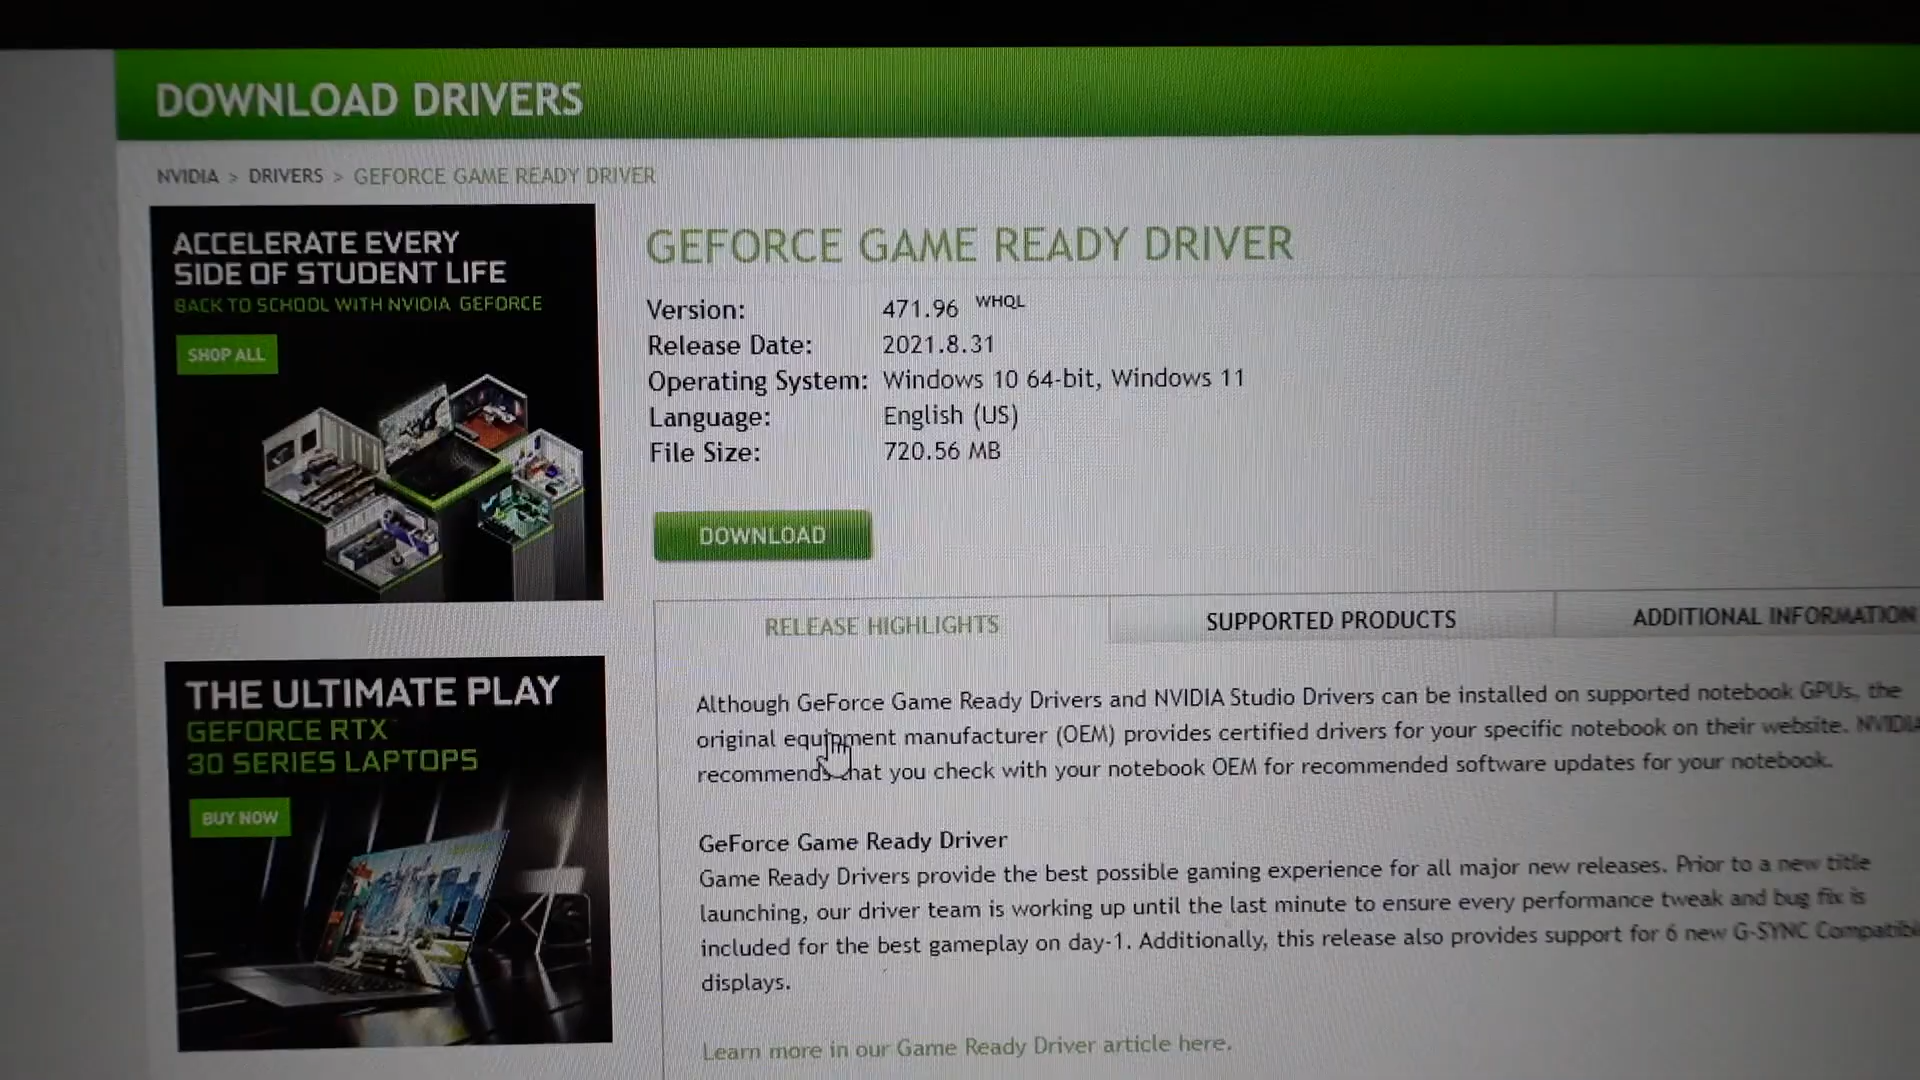 DOWNLOAD DRIVERS
NVIDIA > DRIVERS > GEFORCE GAME READY DRIVER
ACCELERATE EVERY
SIDE OF STUDENT LIFE
BACK TO SCHOOL WITH NVIDIA GEFORCE
SHOP ALL
THE ULTIMATE PLAY
GEFORCE RTX™
30 SERIES LAPTOPS
BUY NOW
GEFORCE GAME READY DRIVER
Version: 471.96 WHQL
Release Date: 2021.8.31
Operating System: Windows 10 64-bit, Windows 11
Language: English (US)
File Size: 720.56 MB
DOWNLOAD
RELEASE HIGHLIGHTS
SUPPORTED PRODUCTS
ADDITIONAL INFORMATION
Although GeForce Game Ready Drivers and NVIDIA Studio Drivers can be installed on supported notebook GPUs, the
original equipment manufacturer (OEM) provides certified drivers for your specific notebook on their website. NVIDIA
recommends that you check with your notebook OEM for recommended software updates for your notebook.
GeForce Game Ready Driver
Game Ready Drivers provide the best possible gaming experience for all major new releases. Prior to a new title
launching, our driver team is working up until the last minute to ensure every performance tweak and bug fix is
included for the best gameplay on day-1. Additionally, this release also provides support for 6 new G-SYNC Compatibl
displays.
Learn more in our Game Ready Driver article here.